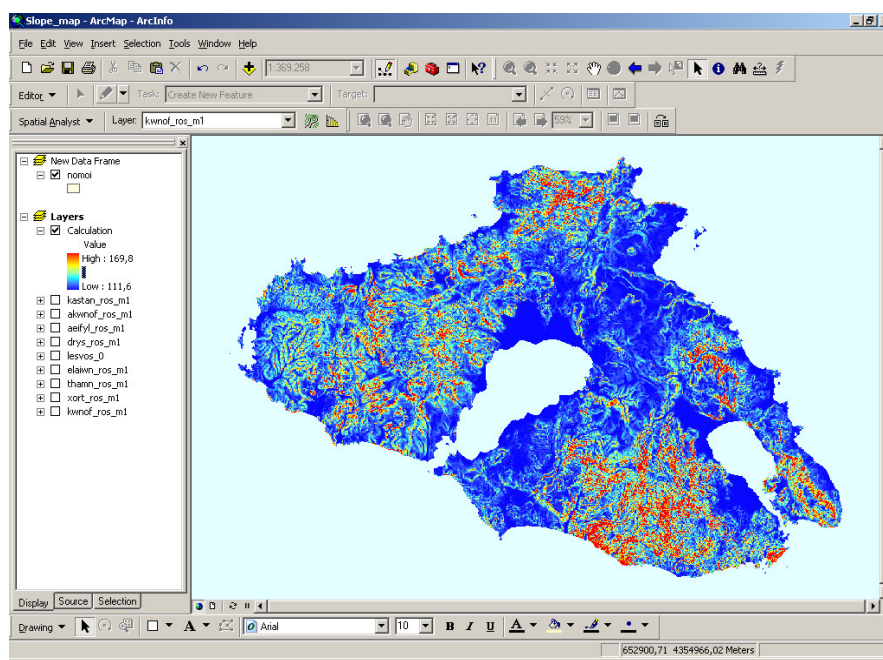 Slope_map - ArcMap - ArcInfo
File Edit View Insert Selection Tools Window Help
1:369.258
Editor Task: Create New Feature Target:
Spatial Analyst Layer: kwnof_ros_m1 59%
New Data Frame
nomoi
Layers
Calculation
Value
High : 169,8
Low : 111,6
kastan_ros_m1
akwnof_ros_m1
aeifyl_ros_m1
drys_ros_m1
lesvos_0
elaiwn_ros_m1
thamn_ros_m1
xort_ros_m1
kwnof_ros_m1
Display Source Selection
Drawing A Arial 10 B I U A
652900,71 4354966,02 Meters